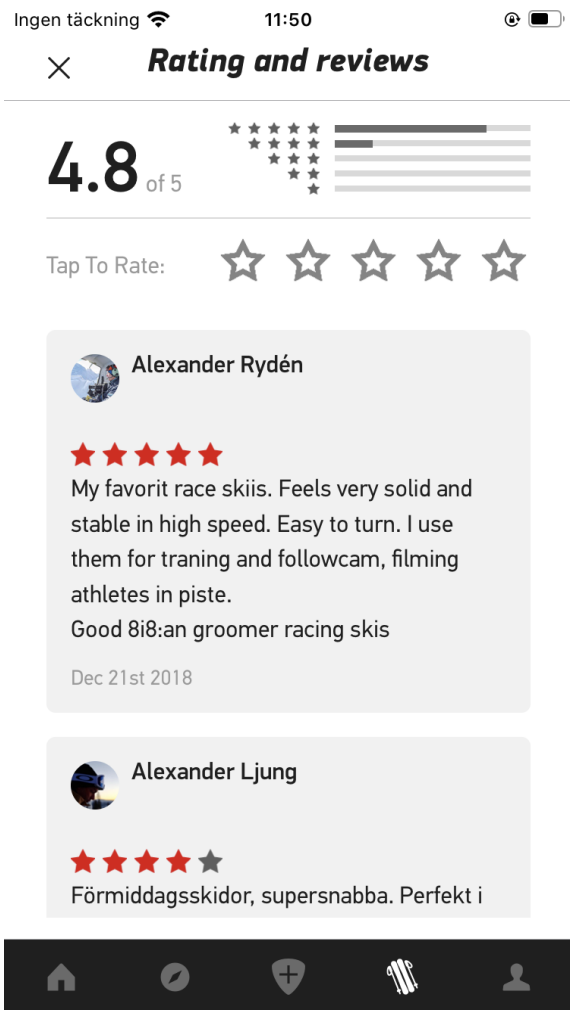 Ingen täckning 11:50
Rating and reviews
4.8 of 5
Tap To Rate:
Alexander Rydén
My favorit race skiis. Feels very solid and
stable in high speed. Easy to turn. I use
them for traning and followcam, filming
athletes in piste.
Good 8i8:an groomer racing skis
Dec 21st 2018
Alexander Ljung
Förmiddagsskidor, supersnabba. Perfekt i